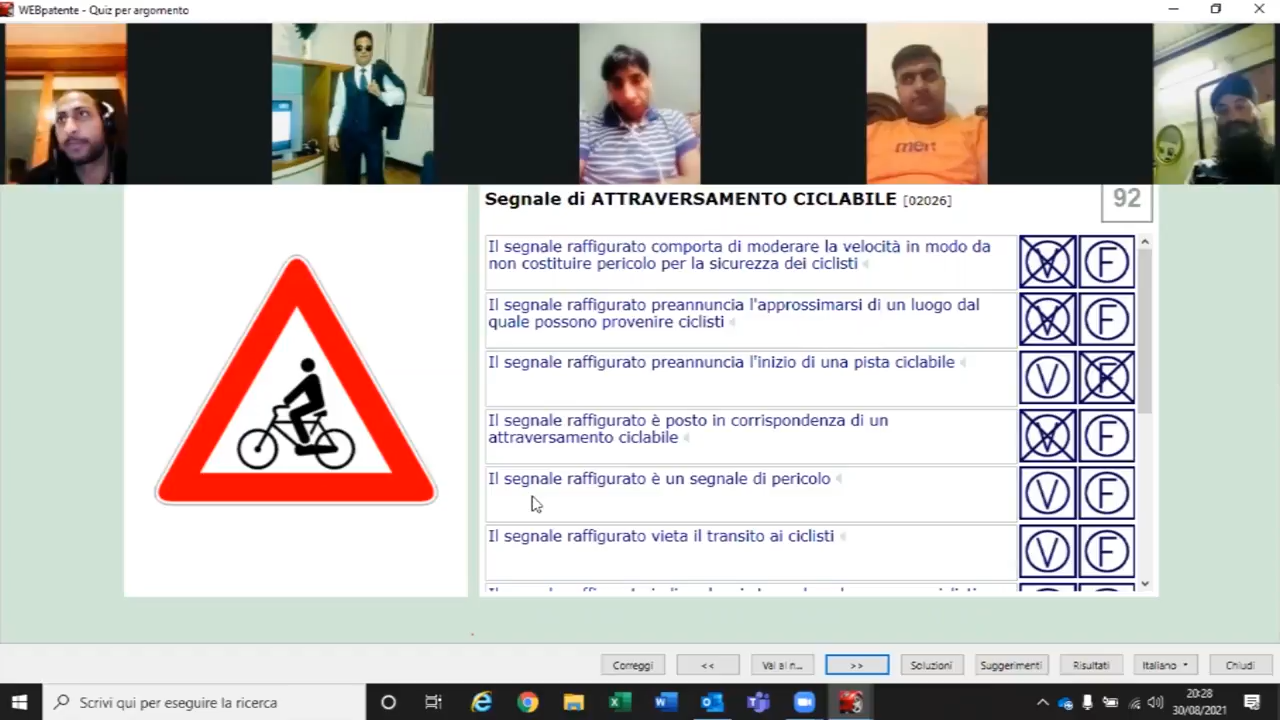 WEBpatente - Quiz per argomento
mert
Segnale di ATTRAVERSAMENTO CICLABILE [02026]
92
Il segnale raffigurato comporta di moderare la velocità in modo da
non costituire pericolo per la sicurezza dei ciclisti
V F
Il segnale raffigurato preannuncia l'approssimarsi di un luogo dal
quale possono provenire ciclisti
V F
Il segnale raffigurato preannuncia l'inizio di una pista ciclabile
V F
Il segnale raffigurato è posto in corrispondenza di un
attraversamento ciclabile
V F
Il segnale raffigurato è un segnale di pericolo
V F
Il segnale raffigurato vieta il transito ai ciclisti
V F
Correggi << Vai al n... >> Soluzioni Suggerimenti Risultati Italiano Chiudi
Scrivi qui per eseguire la ricerca
20:28
30/08/2021